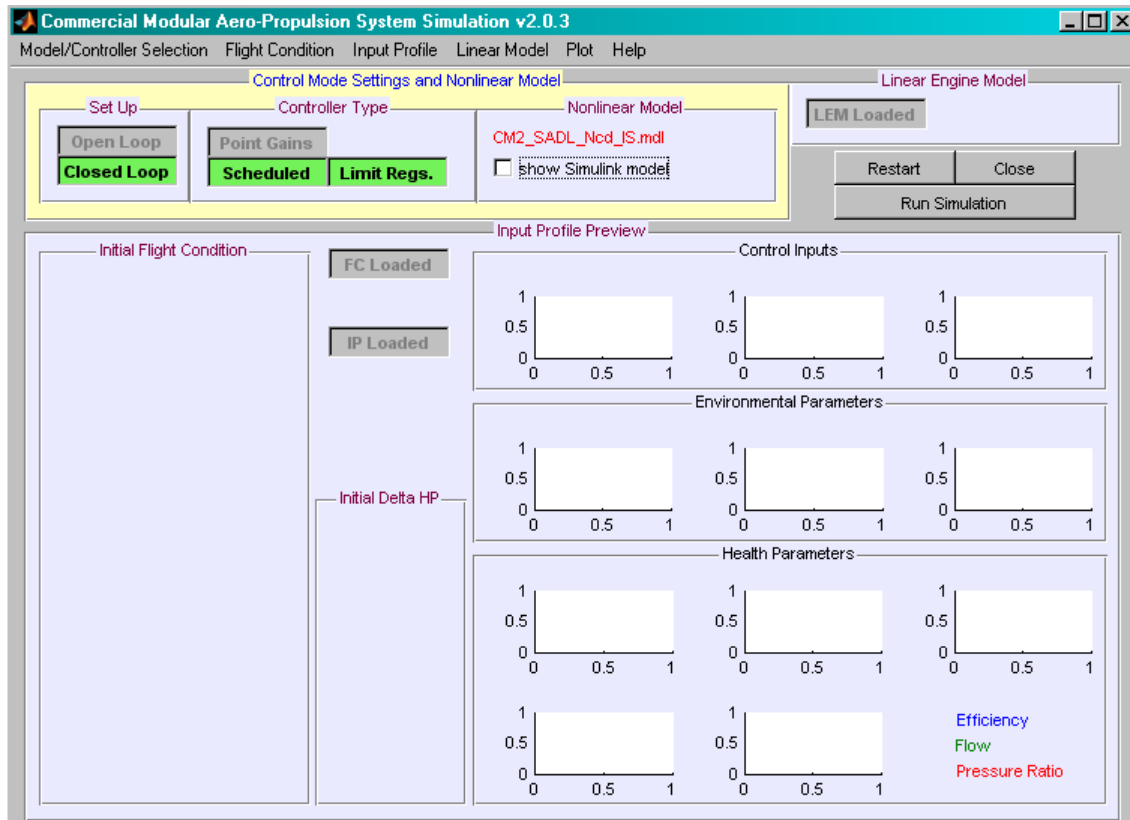 Commercial Modular Aero-Propulsion System Simulation v2.0.3
Model/Controller Selection Flight Condition Input Profile Linear Model Plot Help
Control Mode Settings and Nonlinear Model
Set Up
Open Loop
Closed Loop
Controller Type
Point Gains
Scheduled Limit Regs.
Nonlinear Model
CM2_SADL_Ncd_IS.mdl
show Simulink model
Linear Engine Model
LEM Loaded
Restart Close
Run Simulation
Input Profile Preview
Initial Flight Condition
FC Loaded
IP Loaded
Initial Delta HP
Control Inputs
1 1 1
0.5 0.5 0.5
0 0 0
0 0.5 1 0 0.5 1 0 0.5 1
Environmental Parameters
1 1 1
0.5 0.5 0.5
0 0 0
0 0.5 1 0 0.5 1 0 0.5 1
Health Parameters
1 1 1
0.5 0.5 0.5
0 0 0
0 0.5 1 0 0.5 1 0 0.5 1
1 1
0.5 0.5
0 0
0 0.5 1 0 0.5 1
Efficiency
Flow
Pressure Ratio